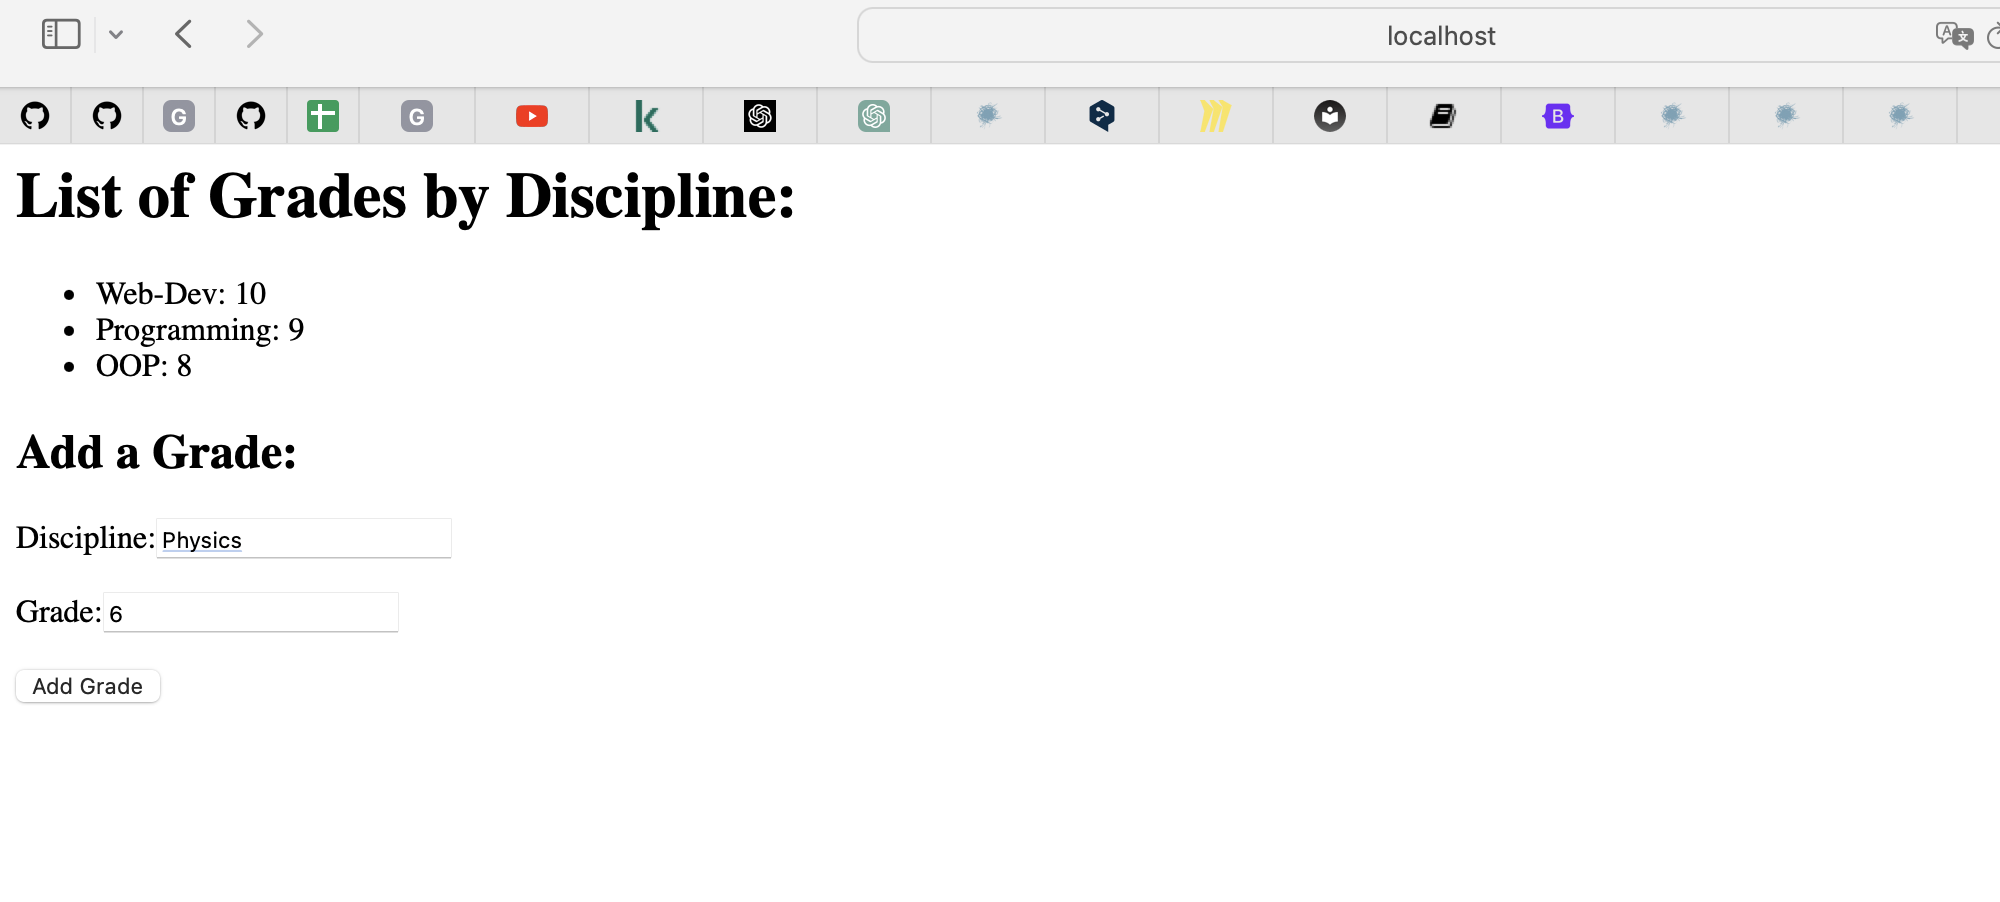 localhost
G
G
B
List of Grades by Discipline:
Web-Dev: 10
Programming: 9
OOP: 8
Add a Grade:
Discipline: Physics
Grade: 6
Add Grade